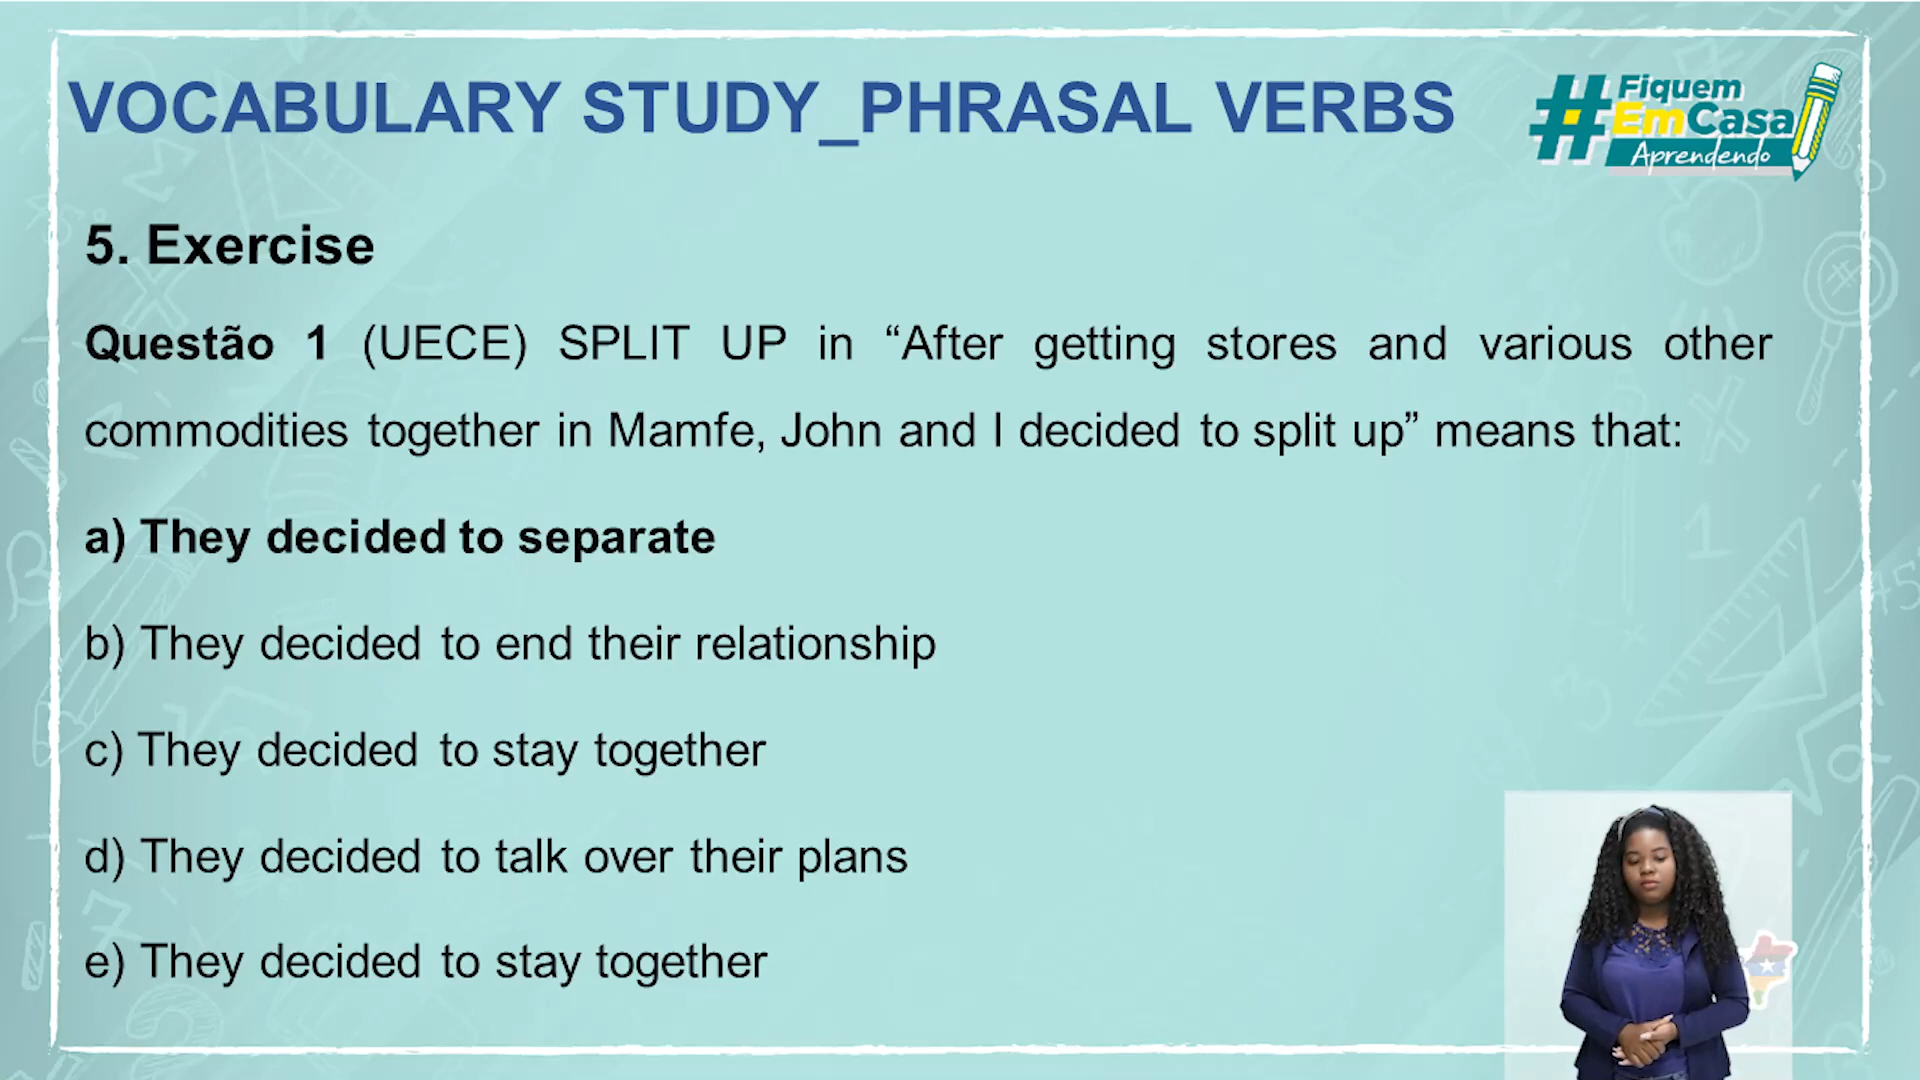 VOCABULARY STUDY_PHRASAL VERBS
#Fiquem
EmCasa
Aprendendo
5. Exercise
Questão 1 (UECE) SPLIT UP in “After getting stores and various other
commodities together in Mamfe, John and I decided to split up” means that:
a) They decided to separate
b) They decided to end their relationship
c) They decided to stay together
d) They decided to talk over their plans
e) They decided to stay together